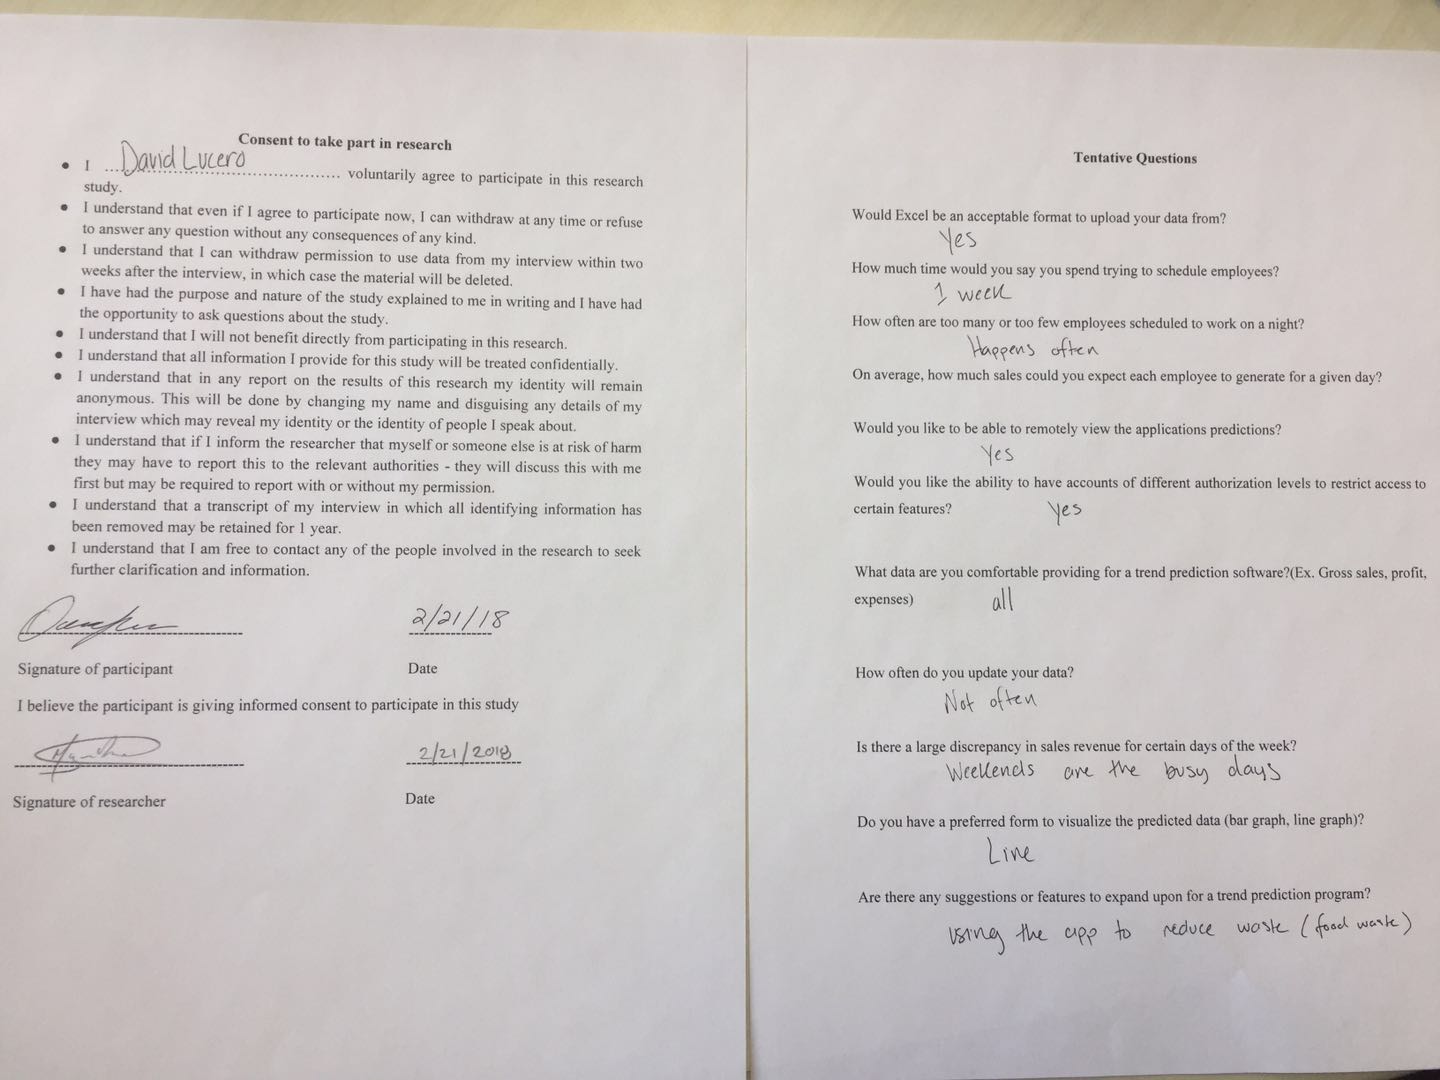 Consent to take part in research
• I ...David Lucero................... voluntarily agree to participate in this research
study.
• I understand that even if I agree to participate now, I can withdraw at any time or refuse
to answer any question without any consequences of any kind.
• I understand that I can withdraw permission to use data from my interview within two
weeks after the interview, in which case the material will be deleted.
• I have had the purpose and nature of the study explained to me in writing and I have had
the opportunity to ask questions about the study.
• I understand that I will not benefit directly from participating in this research.
• I understand that all information I provide for this study will be treated confidentially.
• I understand that in any report on the results of this research my identity will remain
anonymous. This will be done by changing my name and disguising any details of my
interview which may reveal my identity or the identity of people I speak about.
• I understand that if I inform the researcher that myself or someone else is at risk of harm
they may have to report this to the relevant authorities - they will discuss this with me
first but may be required to report with or without my permission.
• I understand that a transcript of my interview in which all identifying information has
been removed may be retained for 1 year.
• I understand that I am free to contact any of the people involved in the research to seek
further clarification and information.
2/21/18
Signature of participant Date
I believe the participant is giving informed consent to participate in this study
2/21/2018
Signature of researcher Date
Tentative Questions
Would Excel be an acceptable format to upload your data from?
Yes
How much time would you say you spend trying to schedule employees?
1 week
How often are too many or too few employees scheduled to work on a night?
Happens often
On average, how much sales could you expect each employee to generate for a given day?
Would you like to be able to remotely view the applications predictions?
Yes
Would you like the ability to have accounts of different authorization levels to restrict access to
certain features? Yes
What data are you comfortable providing for a trend prediction software?(Ex. Gross sales, profit,
expenses) all
How often do you update your data?
Not often
Is there a large discrepancy in sales revenue for certain days of the week?
Weekends are the busy days
Do you have a preferred form to visualize the predicted data (bar graph, line graph)?
Line
Are there any suggestions or features to expand upon for a trend prediction program?
using the app to reduce waste (food waste)